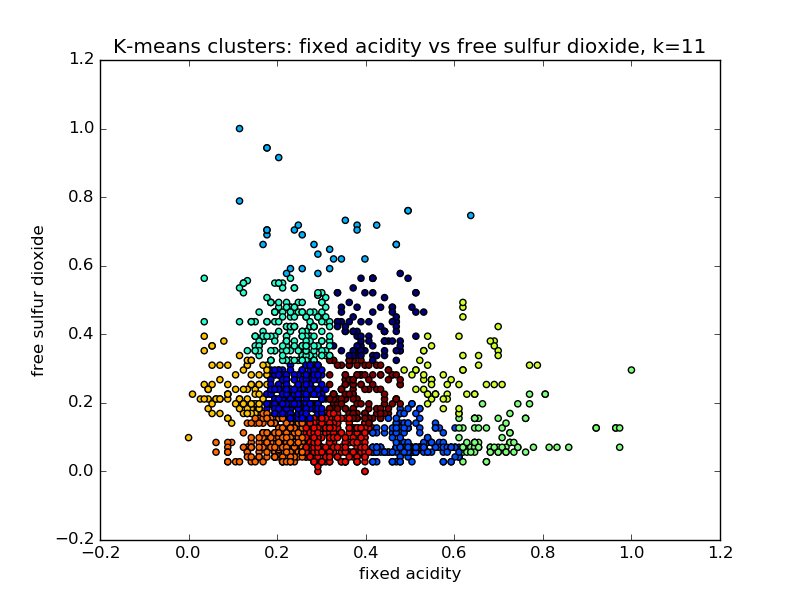 K-means clusters: fixed acidity vs free sulfur dioxide, k=11
1.2
1.0
0.8
0.6
0.4
0.2
0.0
−0.2
free sulfur dioxide
−0.2 0.0 0.2 0.4 0.6 0.8 1.0 1.2
fixed acidity